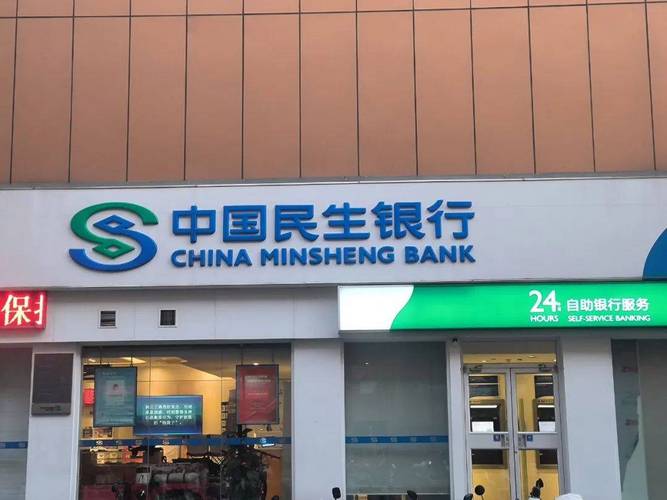 中国民生银行
CHINA MINSHENG BANK
24h 自助银行服务
HOURS SELF-SERVICE BANKING
保